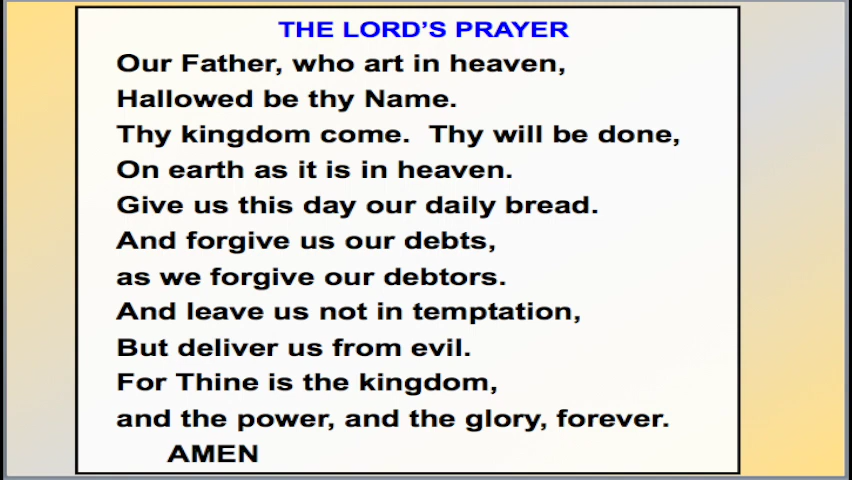 THE LORD'S PRAYER
Our Father, who art in heaven,
Hallowed be thy Name.
Thy kingdom come.  Thy will be done,
On earth as it is in heaven.
Give us this day our daily bread.
And forgive us our debts,
as we forgive our debtors.
And leave us not in temptation,
But deliver us from evil.
For Thine is the kingdom,
and the power, and the glory, forever.
AMEN